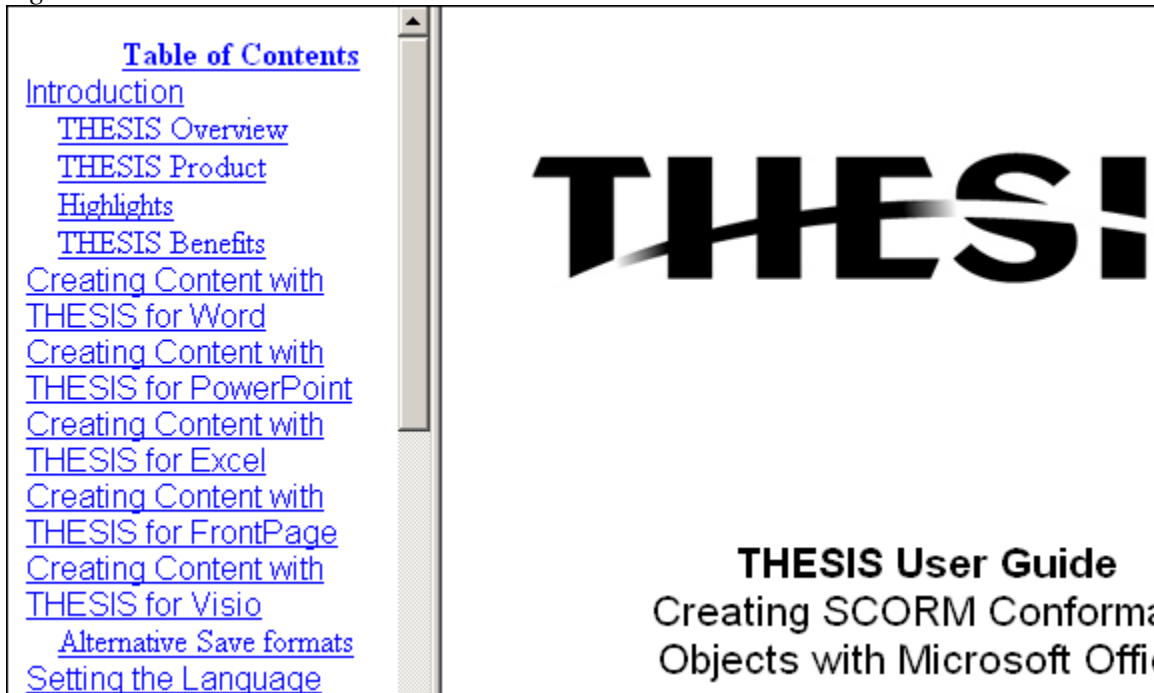 Table of Contents
Introduction
THESIS Overview
THESIS Product
Highlights
THESIS Benefits
Creating Content with
THESIS for Word
Creating Content with
THESIS for PowerPoint
Creating Content with
THESIS for Excel
Creating Content with
THESIS for FrontPage
Creating Content with
THESIS for Visio
Alternative Save formats
Setting the Language
THESI
THESIS User Guide
Creating SCORM Conforma
Objects with Microsoft Offi